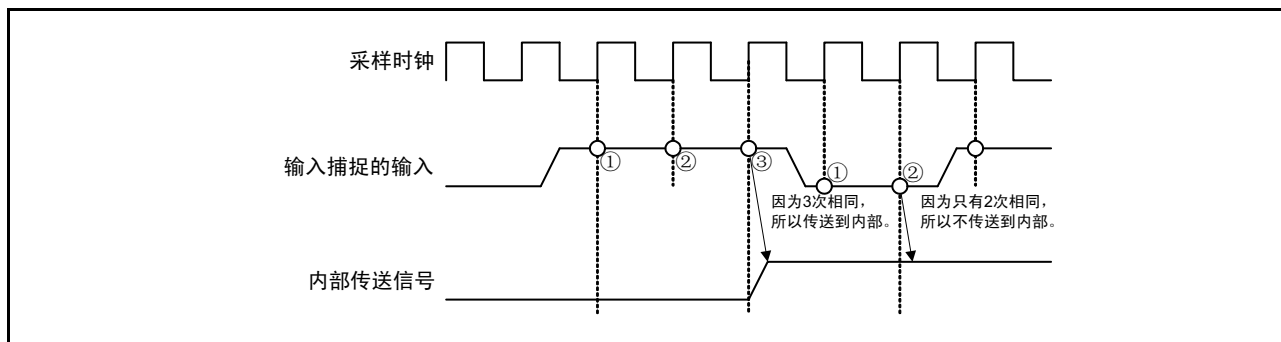 采样时钟
输入捕捉的输入
①
②
③
①
②
因为3次相同，
所以传送到内部。
因为只有2次相同，
所以不传送到内部。
内部传送信号